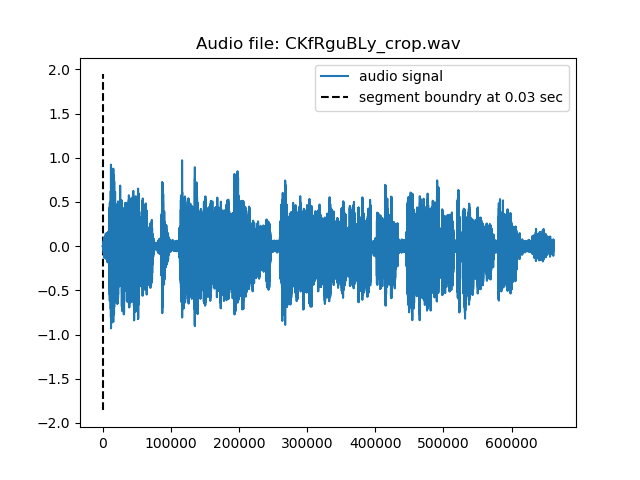 Audio file: CKfRguBLy_crop.wav
audio signal
segment boundry at 0.03 sec
2.0
1.5
1.0
0.5
0.0
−0.5
−1.0
−1.5
−2.0
0 100000 200000 300000 400000 500000 600000